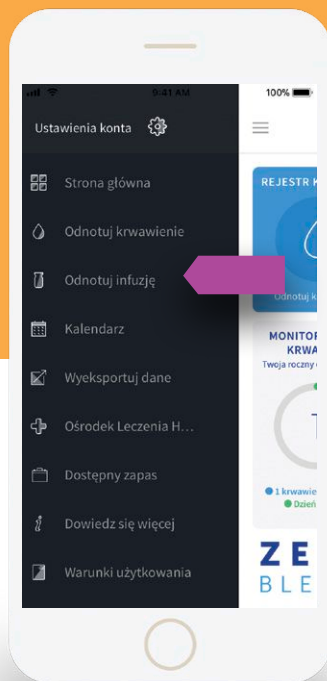 9:41 AM
100%
Ustawienia konta
Strona główna
Odnotuj krwawienie
Odnotuj infuzję
Kalendarz
Wyeksportuj dane
Ośrodek Leczenia H...
Dostępny zapas
Dowiedz się więcej
Warunki użytkowania
REJESTR K
Odnotuj k
MONITOR
KRWA
Twoja roczny
1 krwawie
Dzień
ZE
BLE